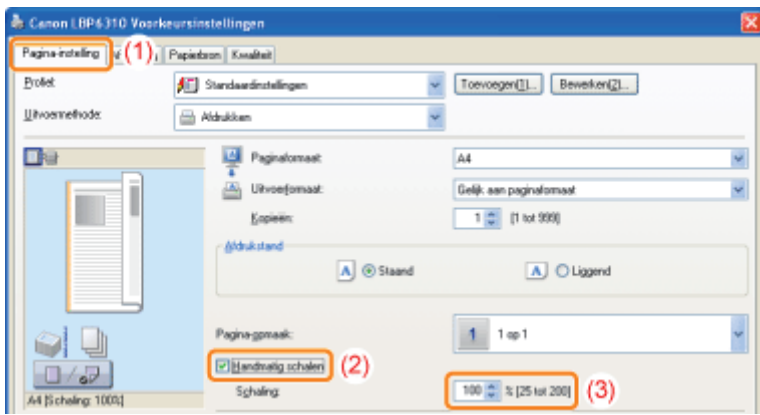 Canon LBP6310 Voorkeursinstellingen
Pagina-instelling (1) Papierbron Kwaliteit
Profiel: Standaardinstellingen Toevoegen(1)... Bewerken(2)...
Uitvoermethode: Afdrukken
Paginaformaat: A4
Uitvoerformaat: Gelijk aan paginaformaat
Kopieën: 1 [1 tot 999]
Afdrukstand
A Staand A Liggend
Pagina-opmaak: 1 1 op 1
Handmatig schalen (2)
Schaling: 100 % [25 tot 200] (3)
A4 [Schaling: 100%]